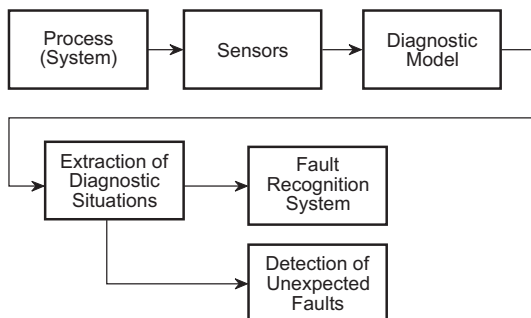 Process
(System)
Sensors
Diagnostic
Model
Extraction of
Diagnostic
Situations
Fault
Recognition
System
Detection of
Unexpected
Faults